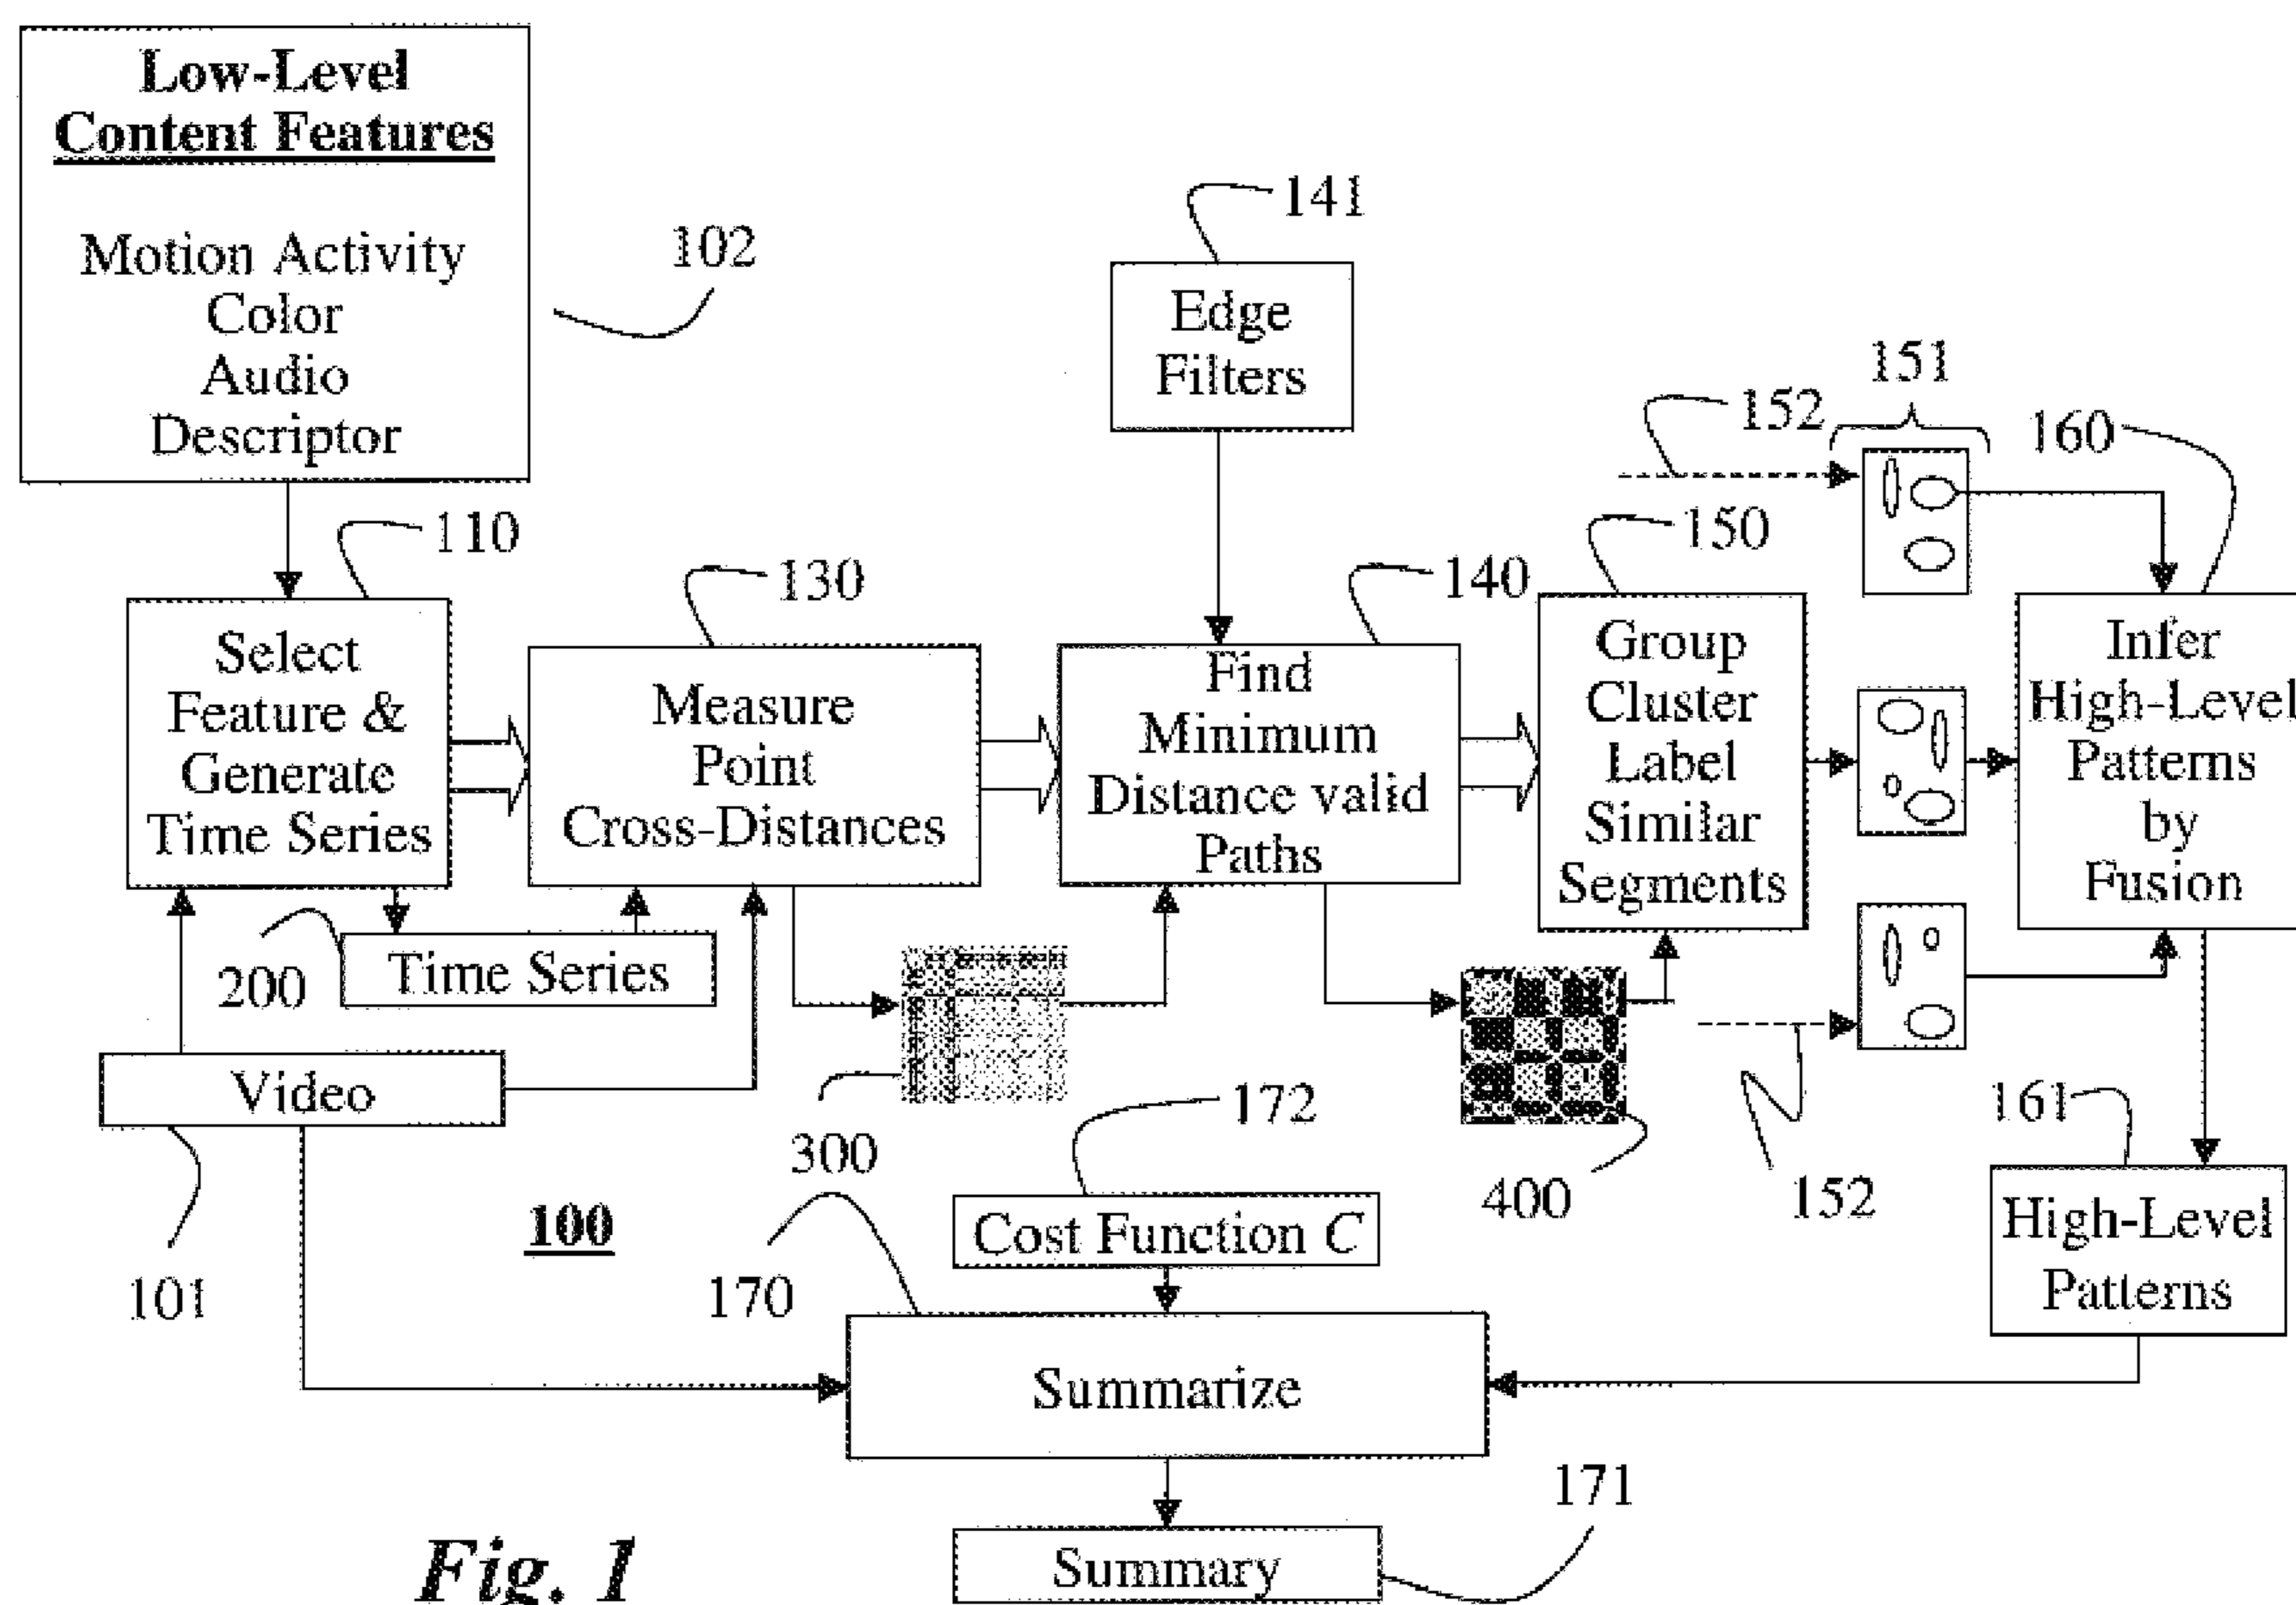 Low-Level
Content Features
Motion Activity
Color
Audio
Descriptor
102
141
Edge
Filters
151
152
160
110
130
140
150
Select
Feature &
Generate
Time Series
Measure
Point
Cross-Distances
Find
Minimum
Distance valid
Paths
Group
Cluster
Label
Similar
Segments
Infer
High-Level
Patterns
by
Fusion
200
Time Series
Video
101
300
400
152
161
High-Level
Patterns
100
172
Cost Function C
170
Summarize
171
Summary
Fig. 1